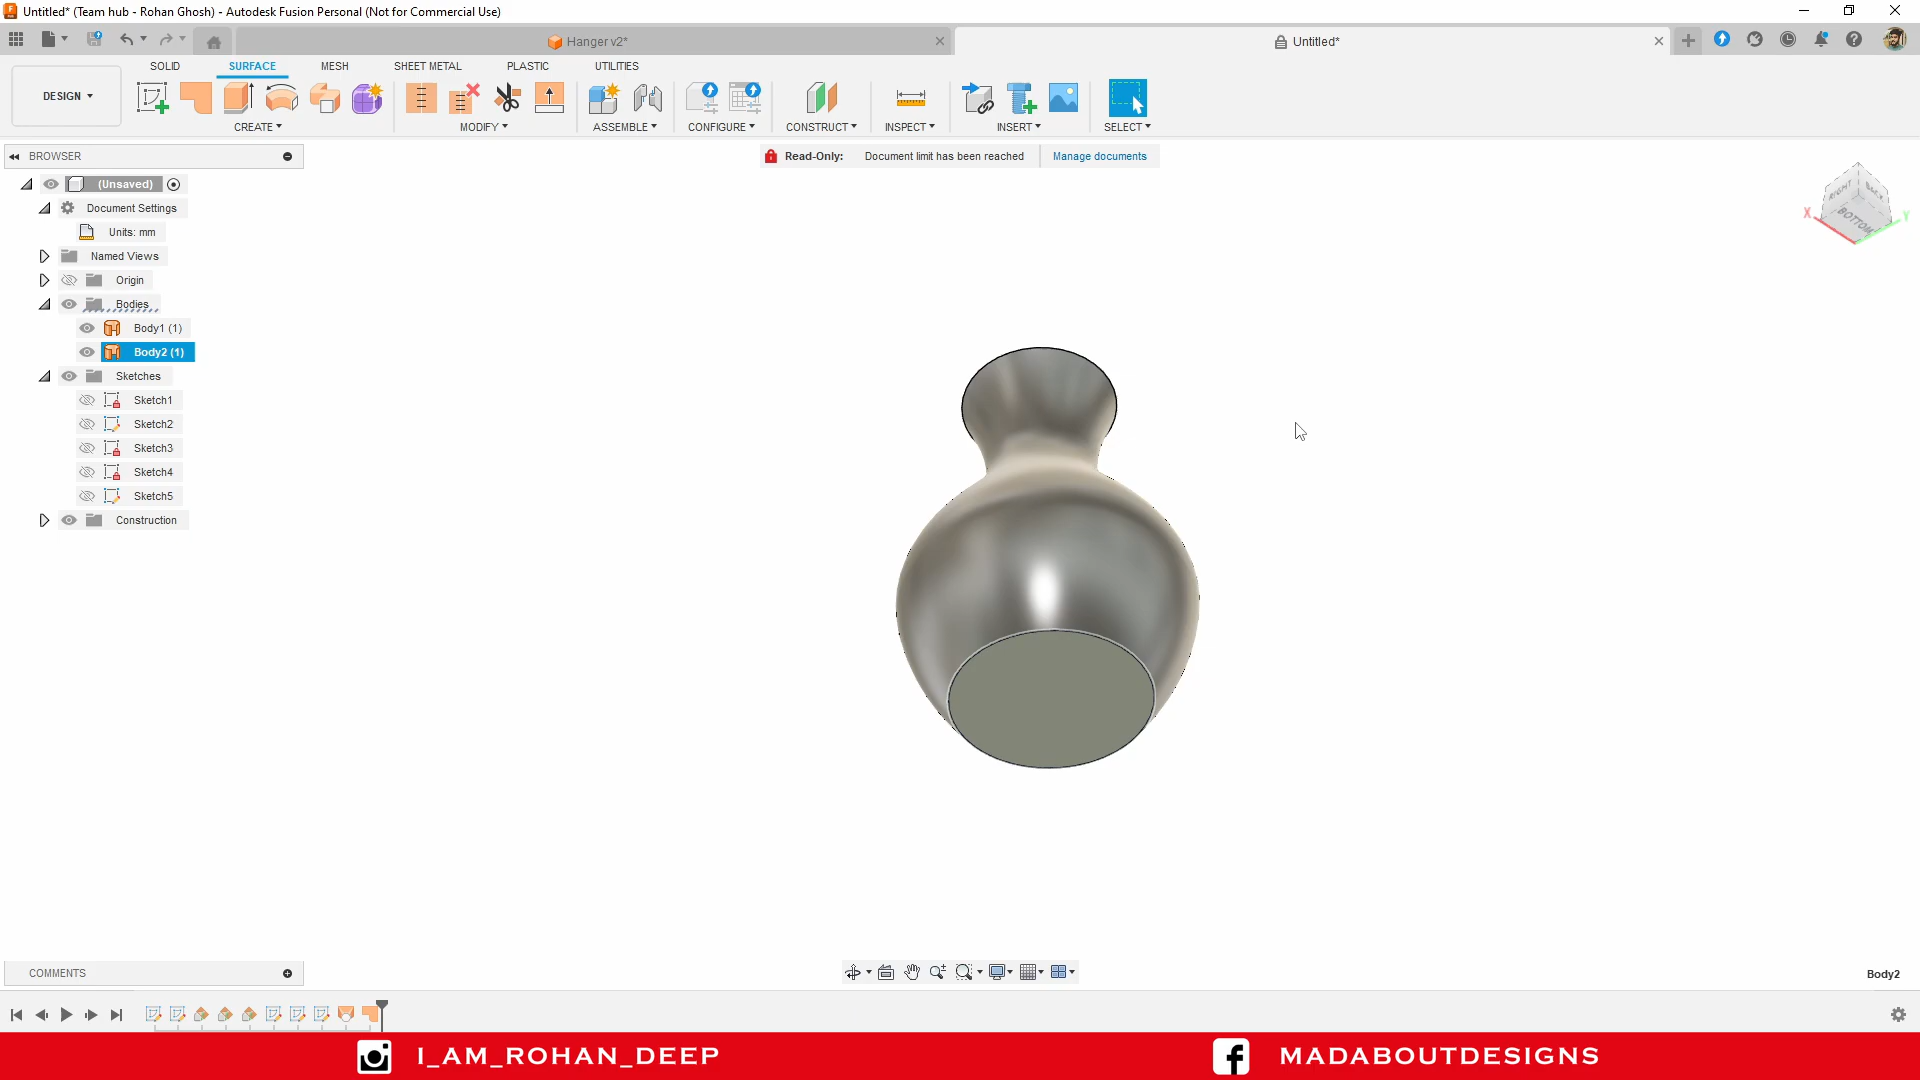 Untitled* (Team hub - Rohan Ghosh) - Autodesk Fusion Personal (Not for Commercial Use)
Hanger v2*
Untitled*
DESIGN
SOLID
SURFACE
MESH
SHEET METAL
PLASTIC
UTILITIES
CREATE
MODIFY
ASSEMBLE
CONFIGURE
CONSTRUCT
INSPECT
INSERT
SELECT
BROWSER
Read-Only: Document limit has been reached Manage documents
(Unsaved)
Document Settings
Units: mm
Named Views
Origin
Bodies
Body1 (1)
Body2 (1)
Sketches
Sketch1
Sketch2
Sketch3
Sketch4
Sketch5
Construction
RIGHT
BACK
BOTTOM
X
Y
COMMENTS
Body2
I_AM_ROHAN_DEEP
MADABOUTDESIGNS